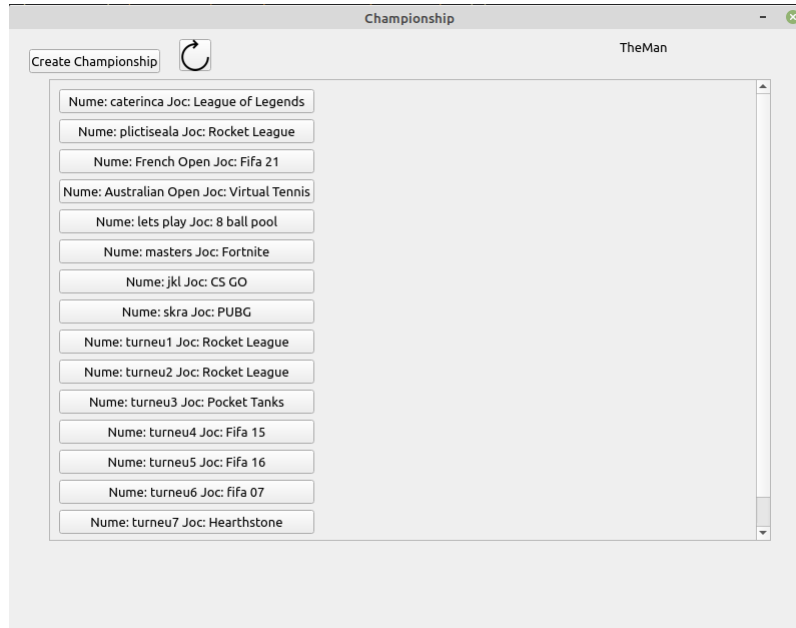 Championship
Create Championship
TheMan
Nume: caterinca Joc: League of Legends
Nume: plictiseala Joc: Rocket League
Nume: French Open Joc: Fifa 21
Nume: Australian Open Joc: Virtual Tennis
Nume: lets play Joc: 8 ball pool
Nume: masters Joc: Fortnite
Nume: jkl Joc: CS GO
Nume: skra Joc: PUBG
Nume: turneu1 Joc: Rocket League
Nume: turneu2 Joc: Rocket League
Nume: turneu3 Joc: Pocket Tanks
Nume: turneu4 Joc: Fifa 15
Nume: turneu5 Joc: Fifa 16
Nume: turneu6 Joc: fifa 07
Nume: turneu7 Joc: Hearthstone